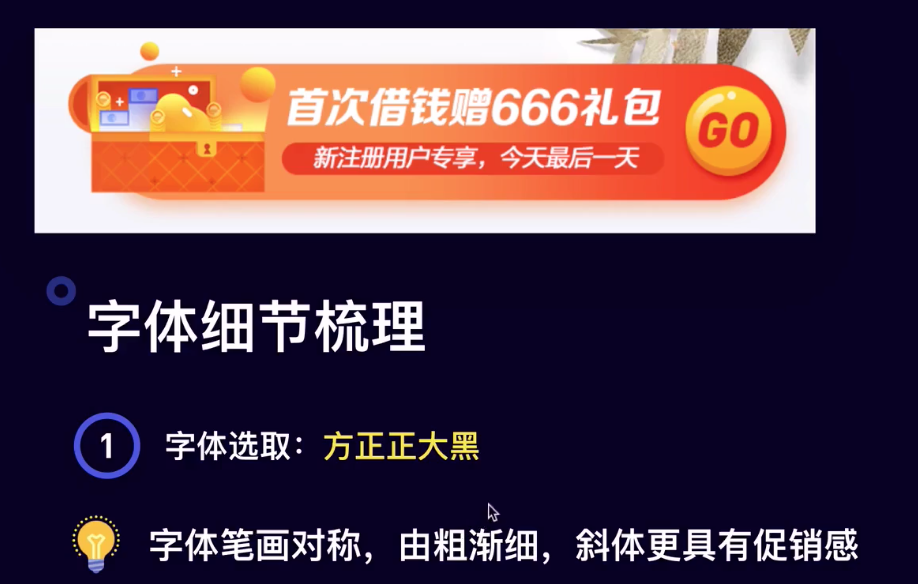 首次借钱赠666礼包
GO
新注册用户专享，今天最后一天
字体细节梳理
1 字体选取：方正正大黑
字体笔画对称，由粗渐细，斜体更具有促销感